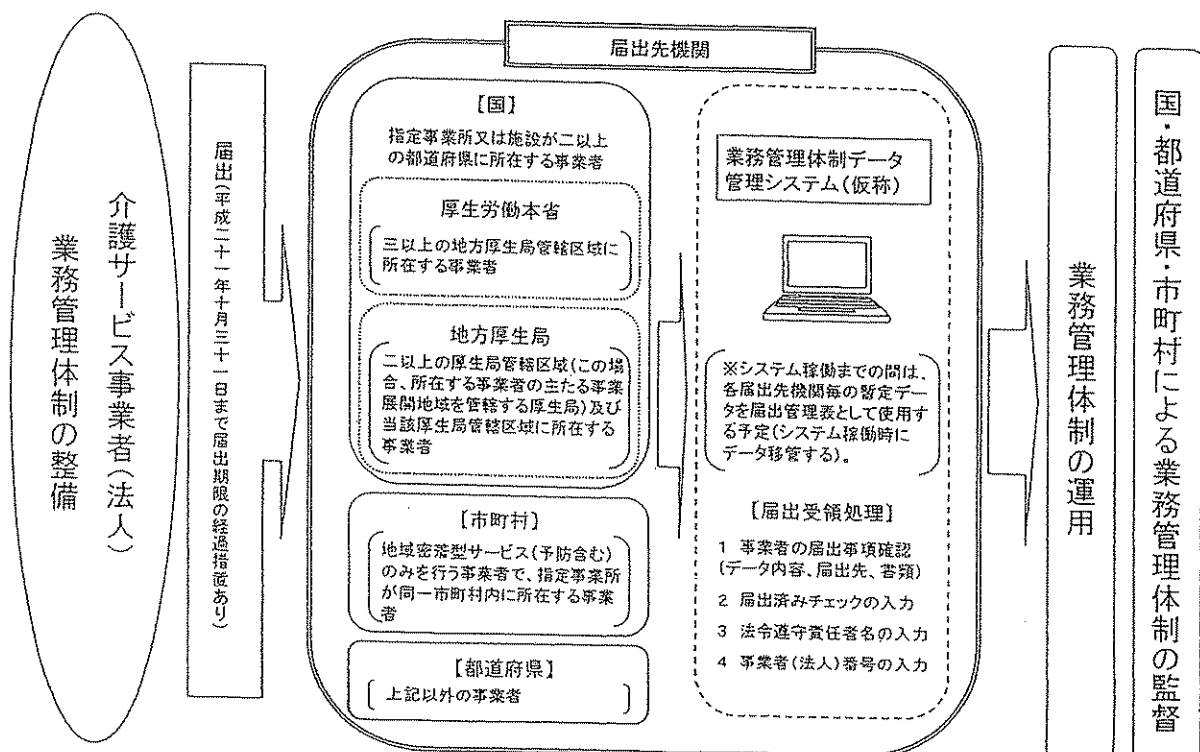 介護サービス事業者(法人)
業務管理体制の整備
届出(平成二十一年十月三十一日まで届出期限の経過措置あり)
届出先機関
【国】
指定事業所又は施設が二以上
の都道府県に所在する事業者
厚生労働本省
三以上の地方厚生局管轄区域に
所在する事業者
地方厚生局
二以上の厚生局管轄区域(この場
合、所在する事業者の主たる事業
展開地域を管轄する厚生局)及び
当該厚生局管轄区域に所在する
事業者
【市町村】
地域密着型サービス(予防含む)
のみを行う事業者で、指定事業所
が同一市町村内に所在する事業
者
【都道府県】
上記以外の事業者
業務管理体制データ
管理システム(仮称)
※システム稼働までの間は、
各届出先機関毎の暫定デー
タを届出管理表として使用す
る予定(システム稼働時に
データ移管する)。
【届出受領処理】
1 事業者の届出事項確認
(データ内容、届出先、書類)
2 届出済みチェックの入力
3 法令遵守責任者名の入力
4 事業者(法人)番号の入力
業務管理体制の運用
国・都道府県・市町村による業務管理体制の監督